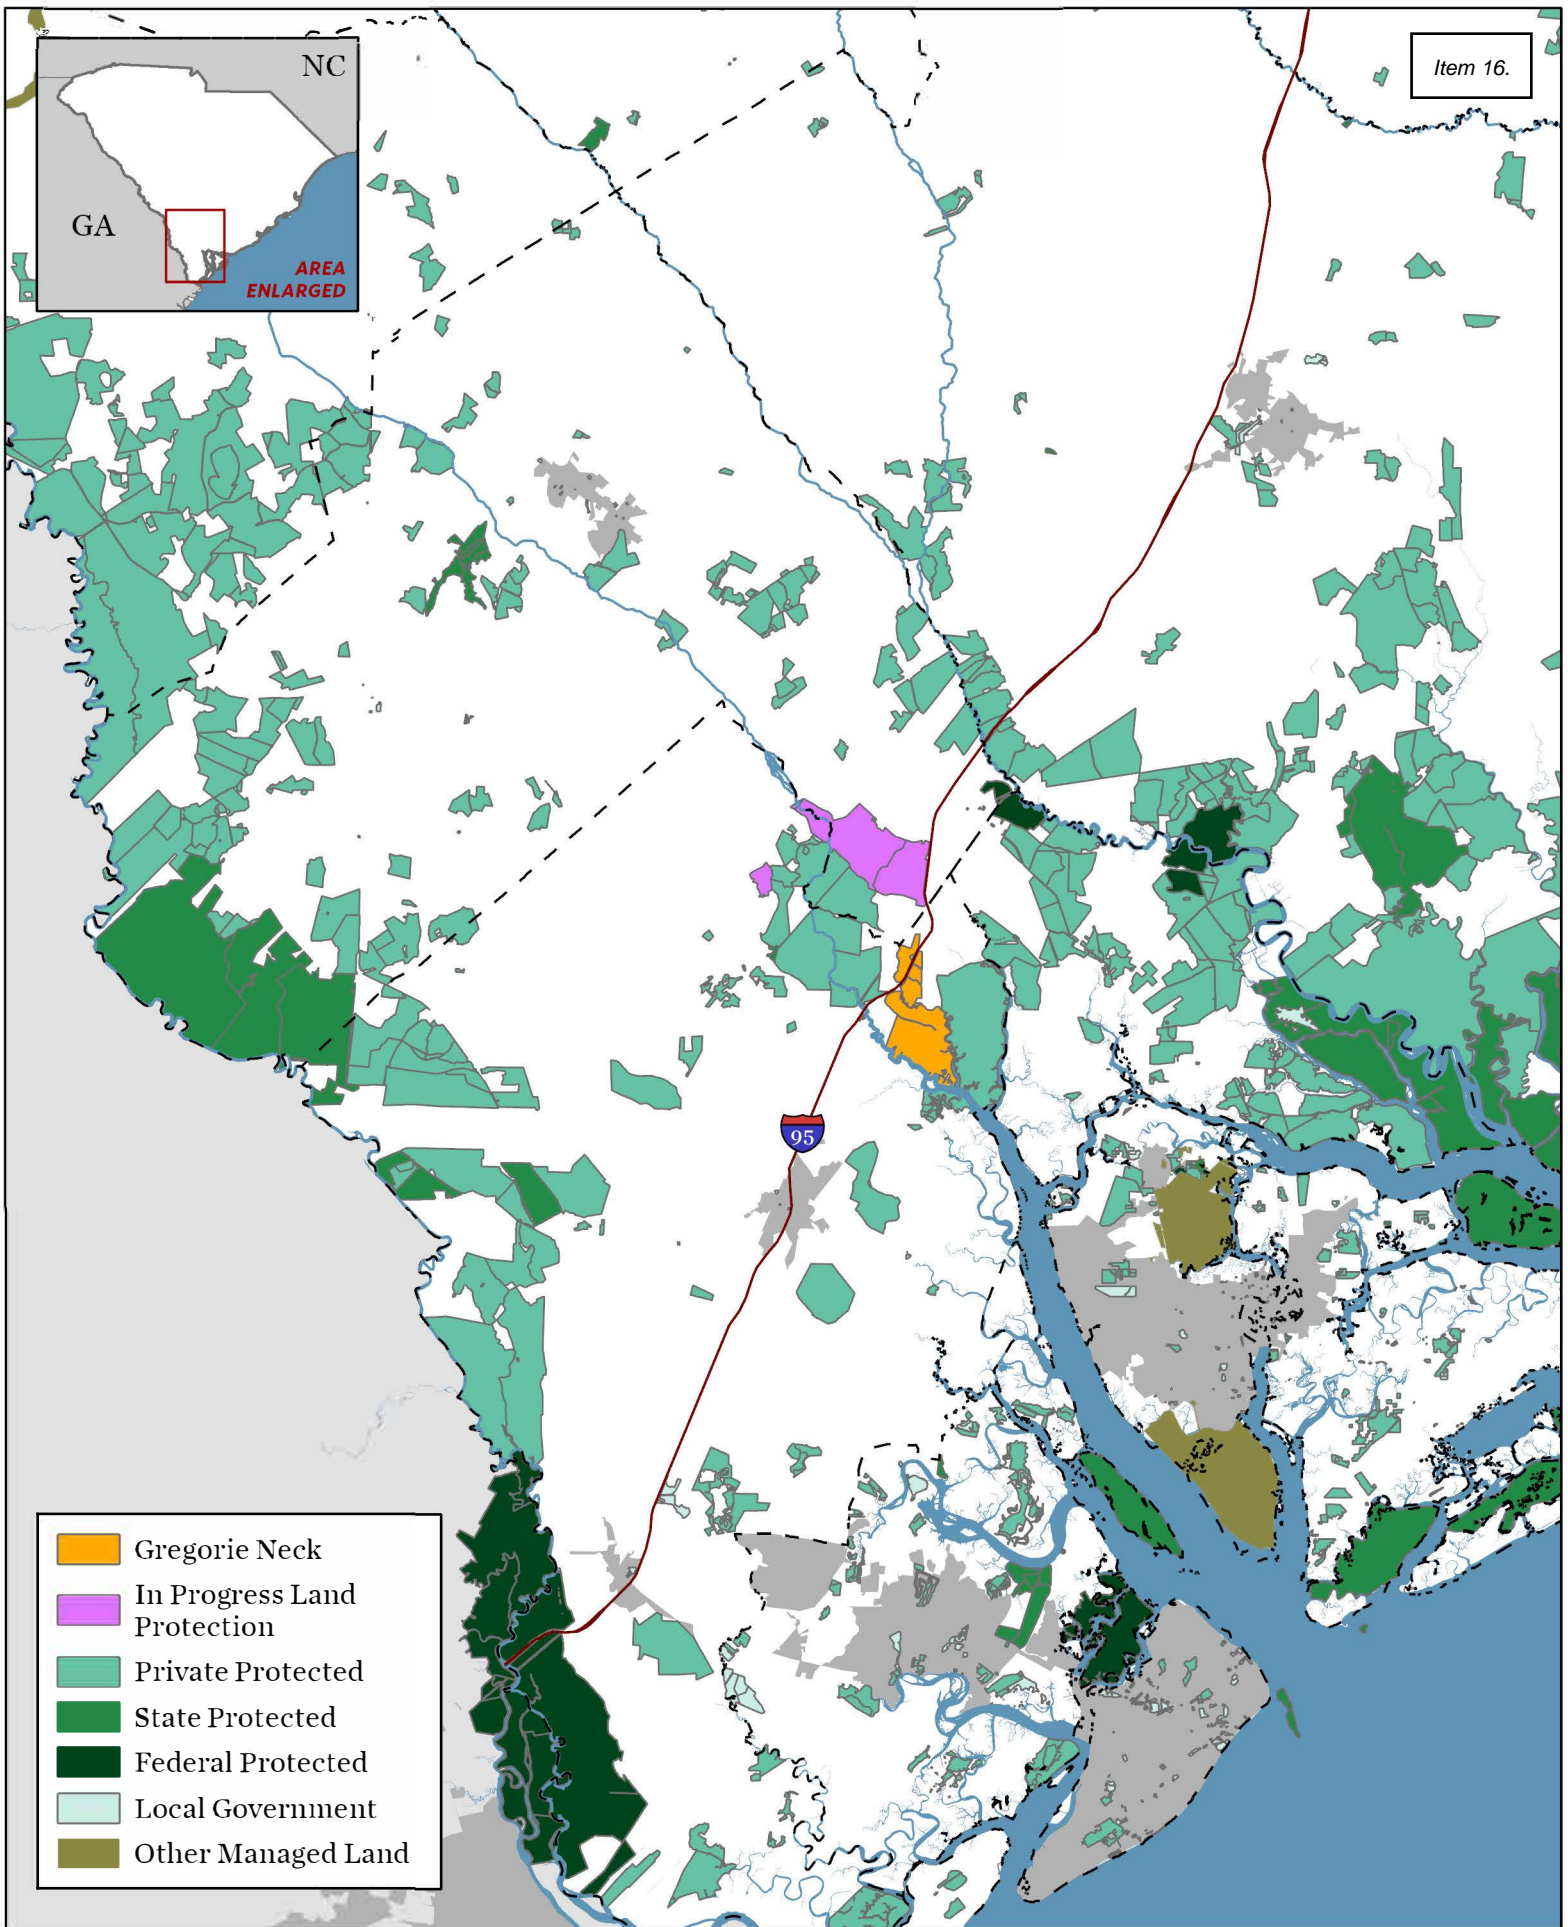 Item 16.
NC
GA
AREA
ENLARGED
95
Gregorie Neck
In Progress Land
Protection
Private Protected
State Protected
Federal Protected
Local Government
Other Managed Land